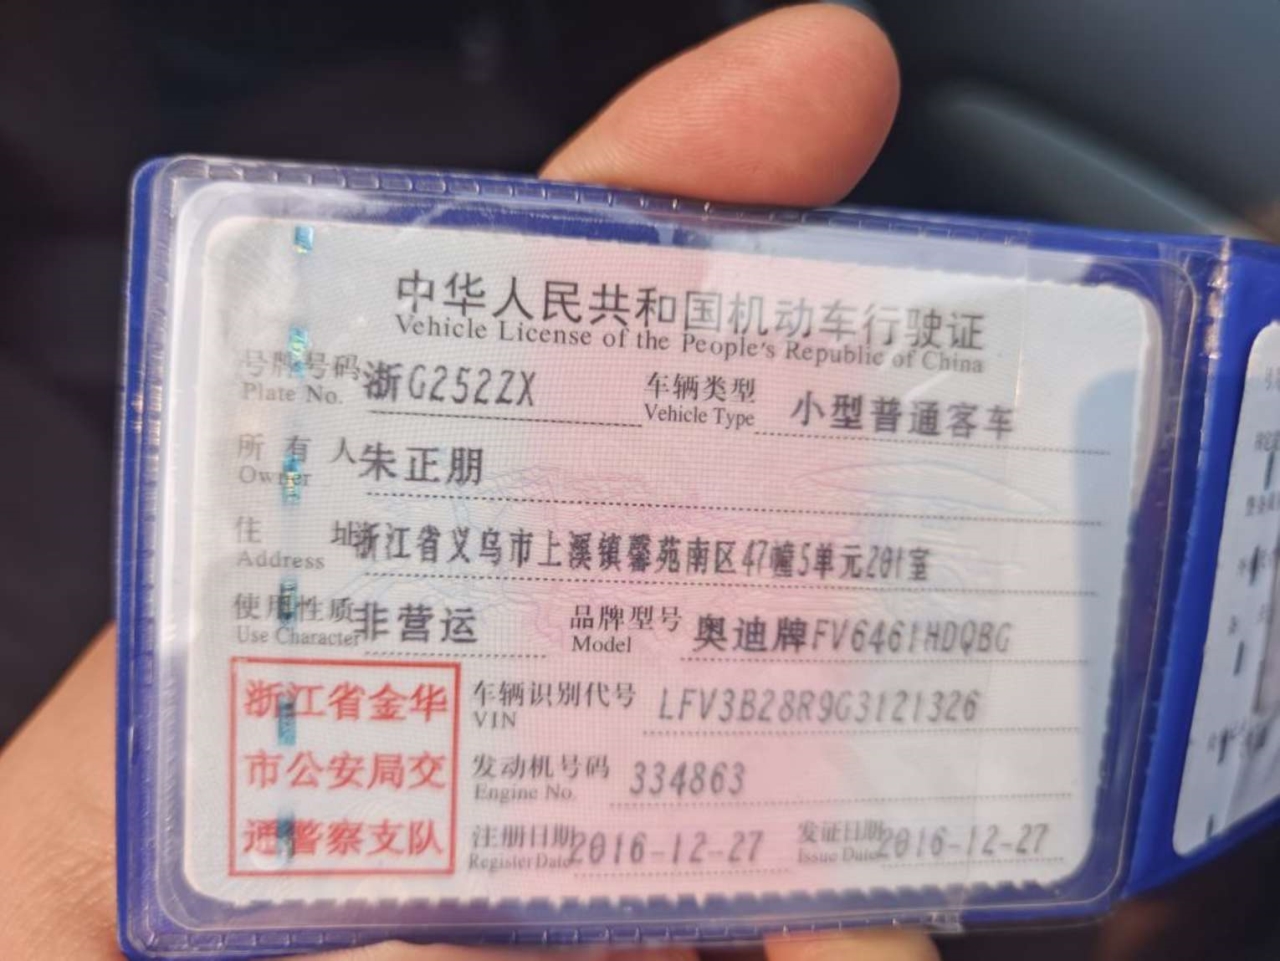 中华人民共和国机动车行驶证
Vehicle License of the People's Republic of China
号牌号码 浙G252ZX 车辆类型 小型普通客车
Plate No. Vehicle Type
所有人 朱正朋
Owner
住址 浙江省义乌市上溪镇馨苑南区47幢5单元201室
Address
使用性质 非营运 品牌型号 奥迪牌FV6461HDQBG
Use Character Model
浙江省金华
市公安局交
通警察支队
车辆识别代号 LFV3B28R9G3121326
VIN
发动机号码 334863
Engine No.
注册日期 2016-12-27 发证日期 2016-12-27
Register Date Issue Date